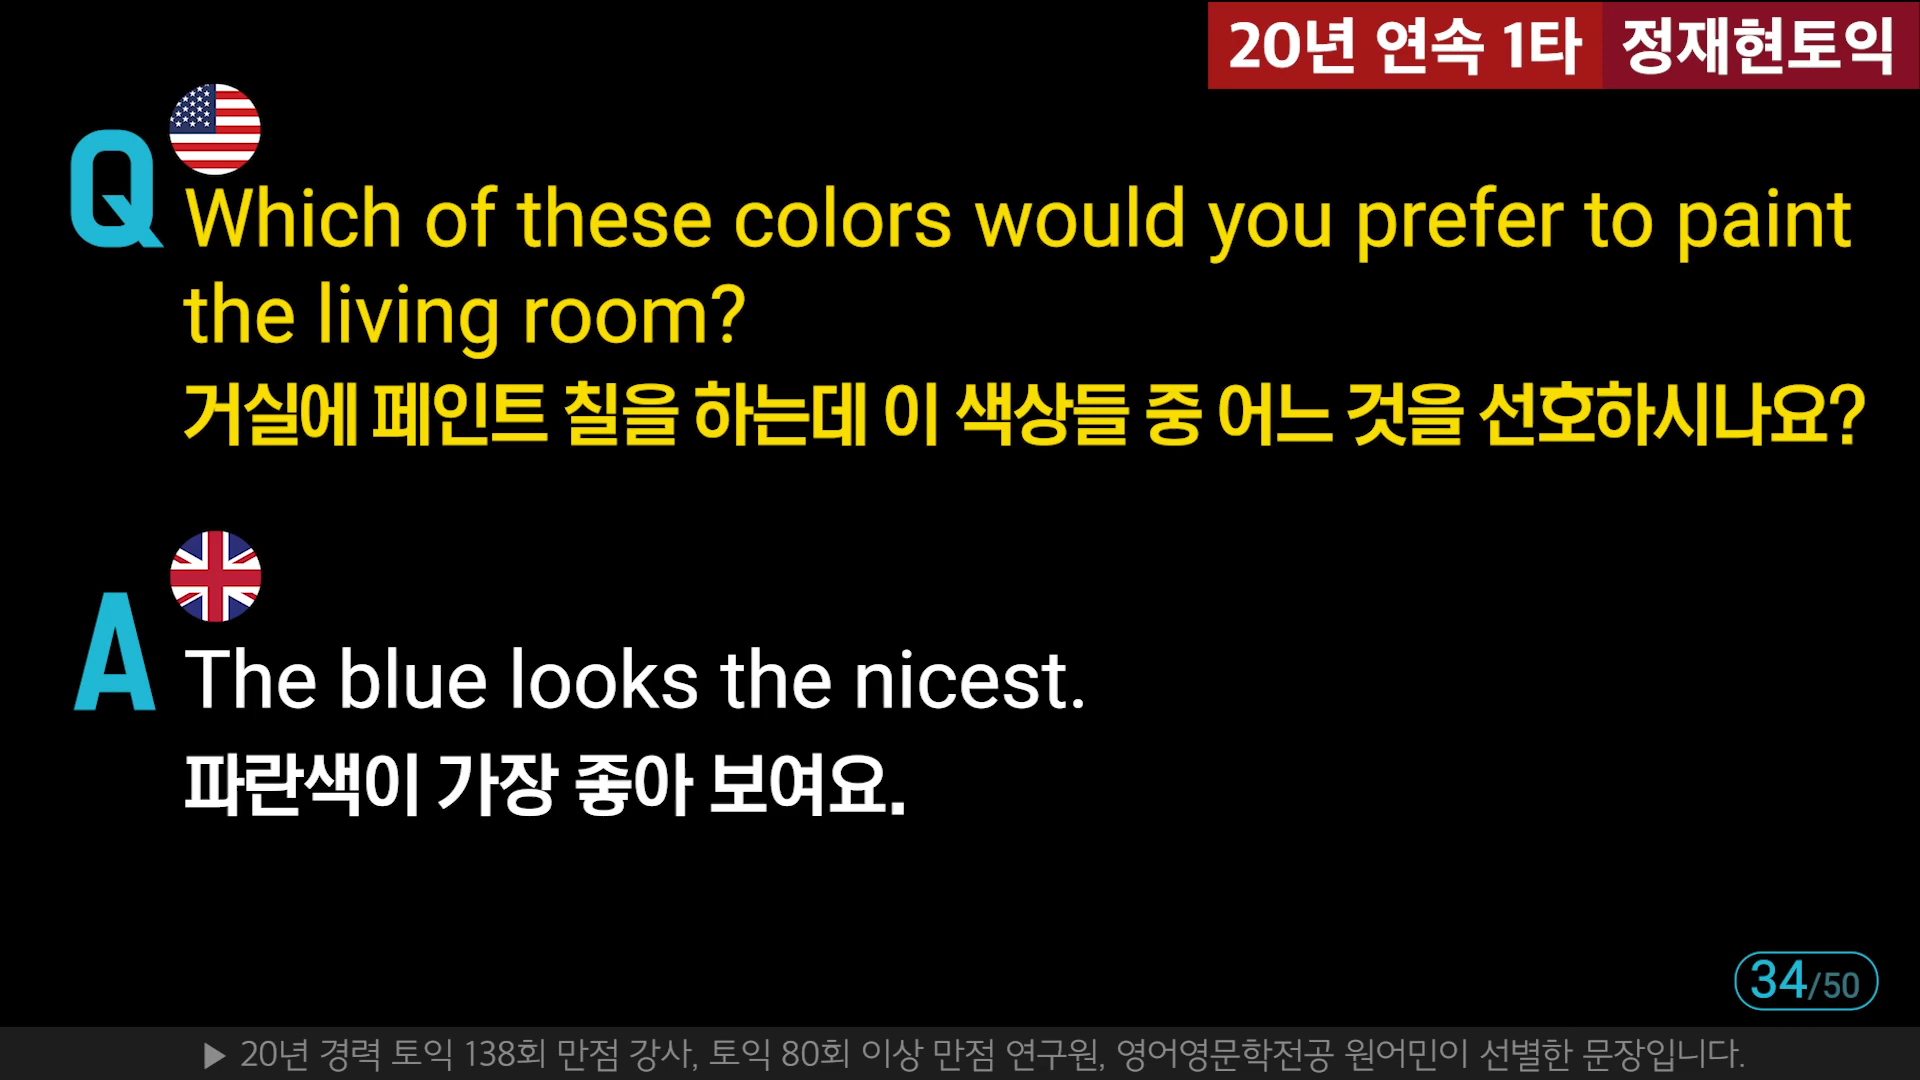 20년 연속 1타 정재현토익
Q
Which of these colors would you prefer to paint
the living room?
거실에 페인트 칠을 하는데 이 색상들 중 어느 것을 선호하시나요?
A
The blue looks the nicest.
파란색이 가장 좋아 보여요.
34/50
▶ 20년 경력 토익 138회 만점 강사, 토익 80회 이상 만점 연구원, 영어영문학전공 원어민이 선별한 문장입니다.